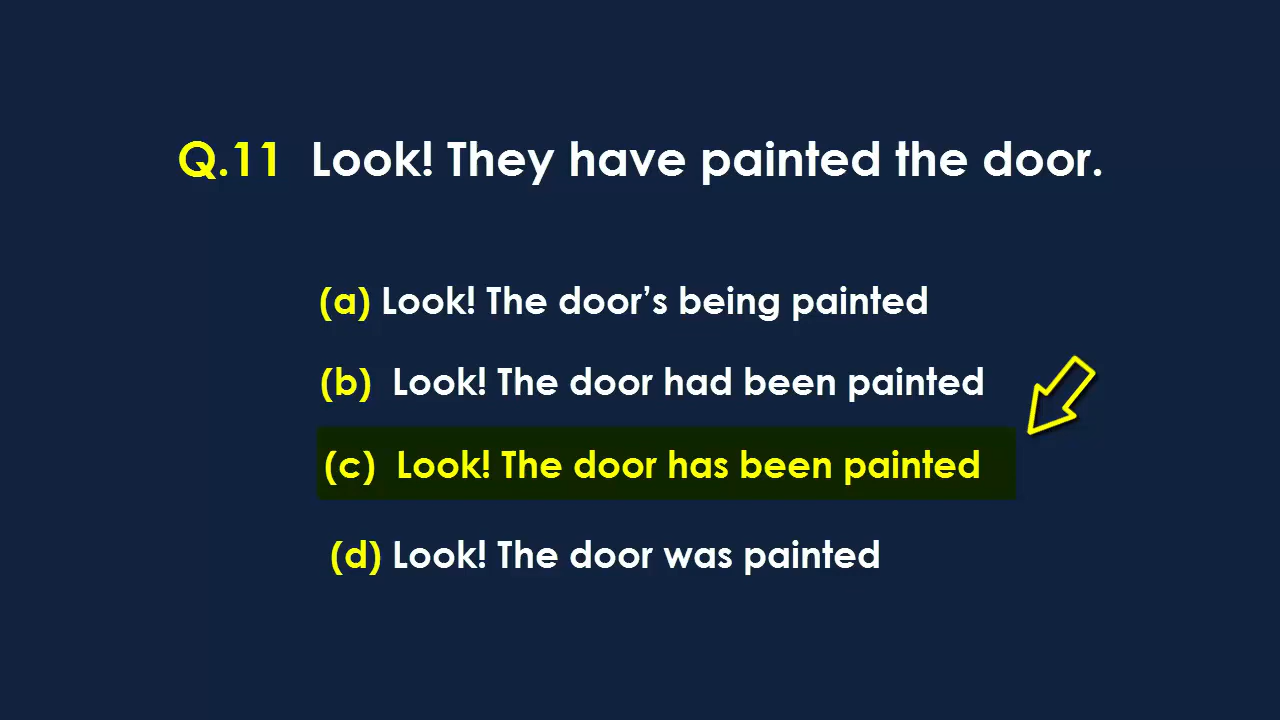 Q.11 Look! They have painted the door.
(a) Look! The door’s being painted
(b) Look! The door had been painted
(c) Look! The door has been painted
(d) Look! The door was painted